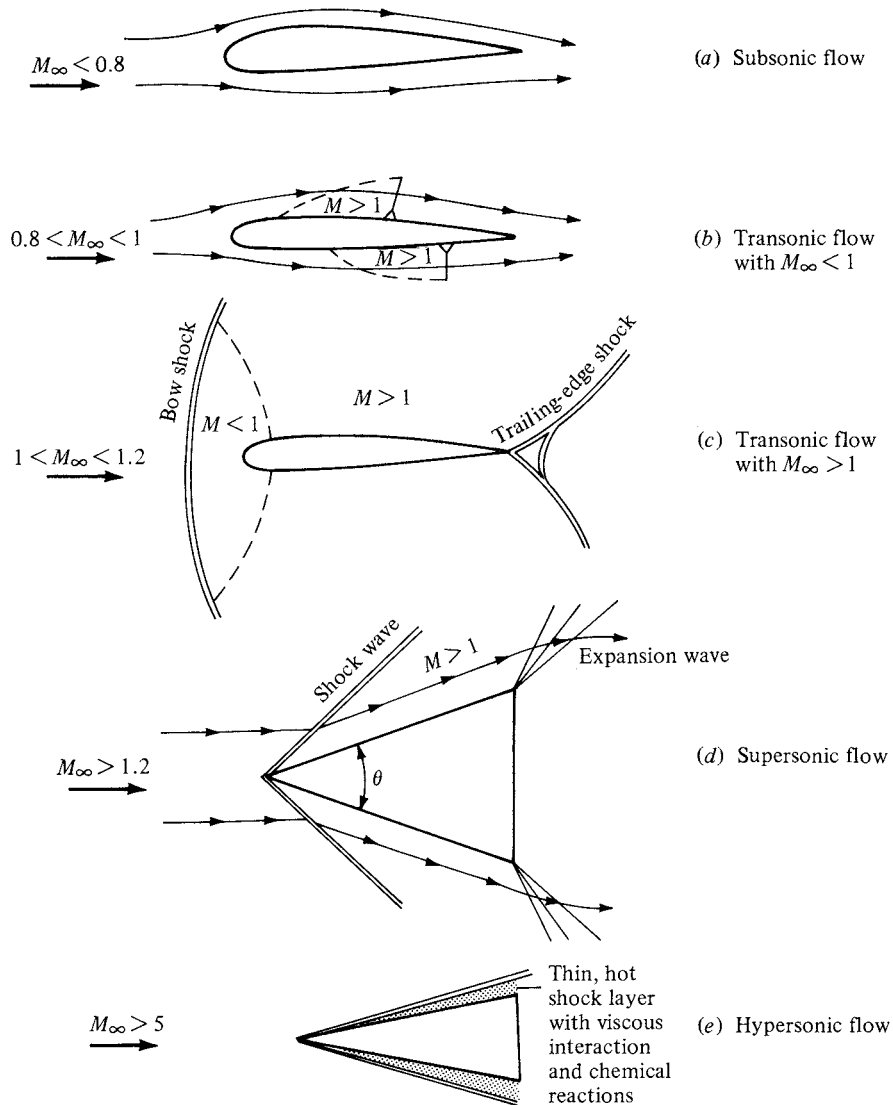 M∞ < 0.8
(a) Subsonic flow
M > 1
0.8 < M∞ < 1
M > 1
(b) Transonic flow
with M∞ < 1
Bow shock
M < 1
M > 1
Trailing-edge shock
1 < M∞ < 1.2
(c) Transonic flow
with M∞ > 1
Shock wave
M > 1
Expansion wave
M∞ > 1.2
θ
(d) Supersonic flow
M∞ > 5
Thin, hot
shock layer
with viscous
interaction
and chemical
reactions
(e) Hypersonic flow